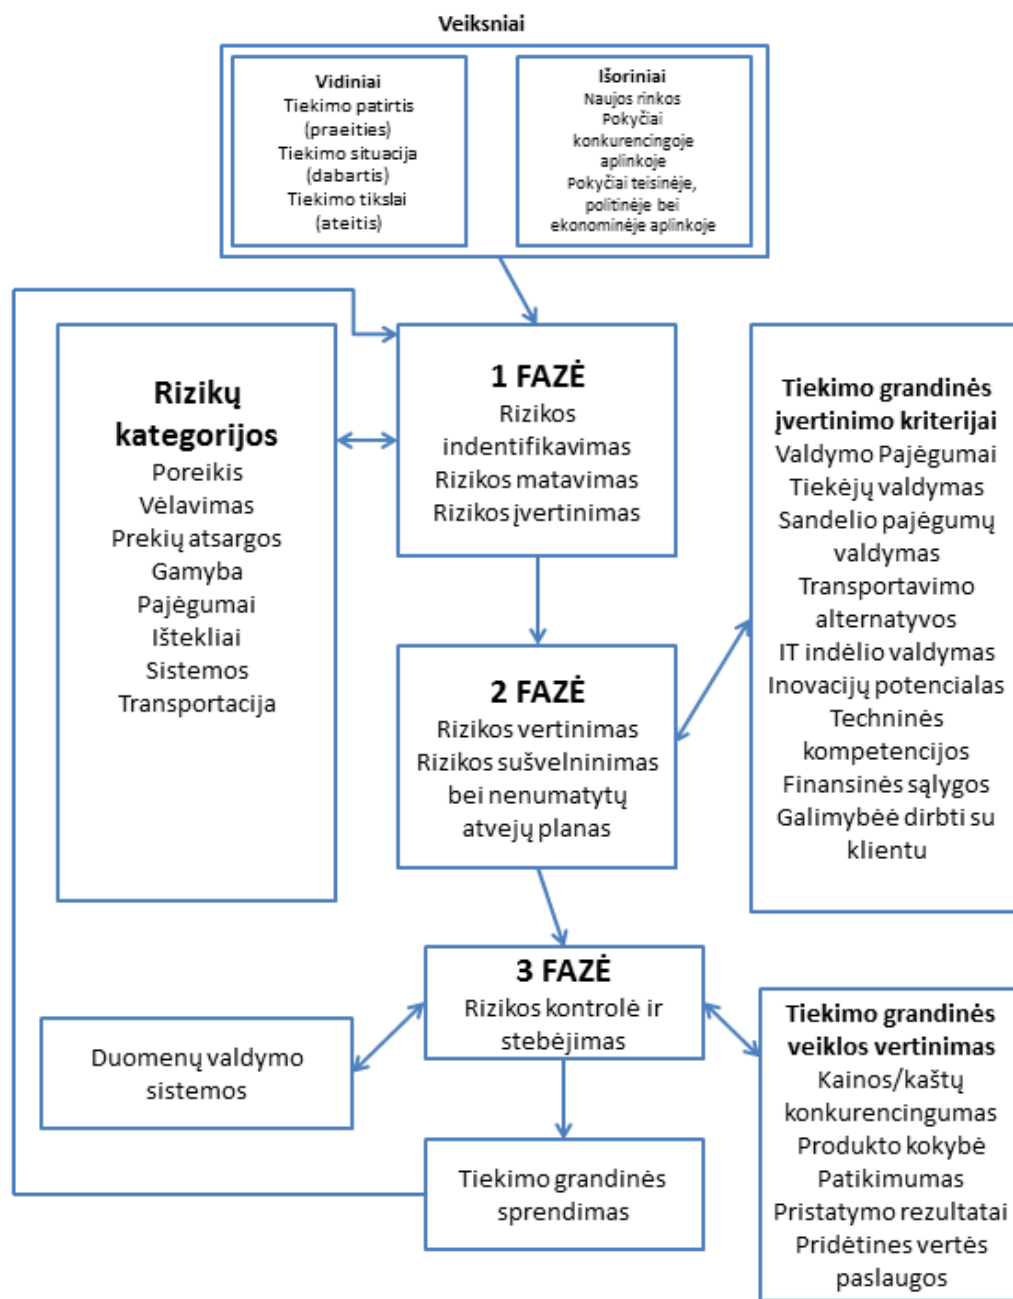 Veiksniai
Vidiniai
Tiekimo patirtis
(praeities)
Tiekimo situacija
(dabartis)
Tiekimo tikslai
(ateitis)
Išoriniai
Naujos rinkos
Pokyčiai
konkurencingoje
aplinkoje
Pokyčiai teisinėje,
politinėje bei
ekonominėje aplinkoje
Rizikų
kategorijos
Poreikis
Vėlavimas
Prekių atsargos
Gamyba
Pajėgumai
Ištekliai
Sistemos
Transportacija
1 FAZĖ
Rizikos
indentifikavimas
Rizikos matavimas
Rizikos įvertinimas
Tiekimo grandinės
įvertinimo kriterijai
Valdymo Pajėgumai
Tiekėjų valdymas
Sandelio pajėgumų
valdymas
Transportavimo
alternatyvos
IT indėlio valdymas
Inovacijų potencialas
Techninės
kompetencijos
Finansinės sąlygos
Galimybėė dirbti su
klientu
2 FAZĖ
Rizikos vertinimas
Rizikos sušvelninimas
bei nenumatytų
atvejų planas
3 FAZĖ
Rizikos kontrolė ir
stebėjimas
Duomenų valdymo
sistemos
Tiekimo grandinės
veiklos vertinimas
Kainos/kaštų
konkurencingumas
Produkto kokybė
Patikimumas
Pristatymo rezultatai
Pridėtines vertės
paslaugos
Tiekimo grandinės
sprendimas